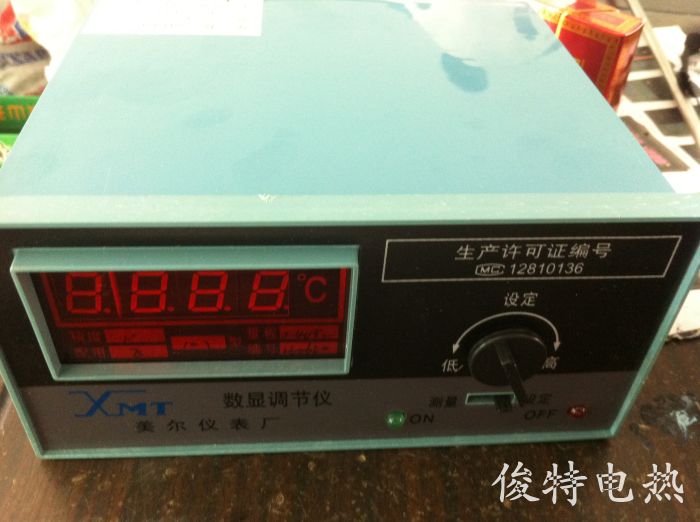 生产许可证编号
MC 12810136
8.8.8.8 °C
设定
低 高
测量 设定
ON OFF
XMT 数显调节仪
美尔仪表厂
俊特电热